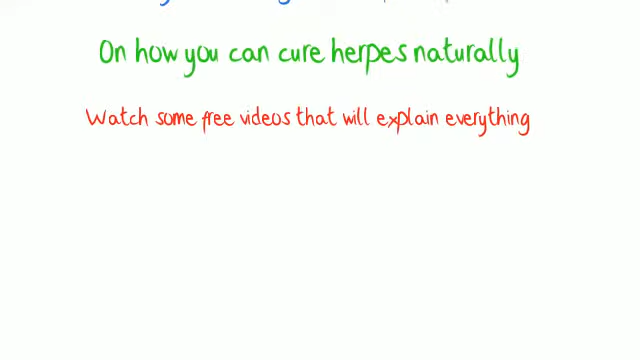 On how you can cure herpes naturally
Watch some free videos that will explain everything